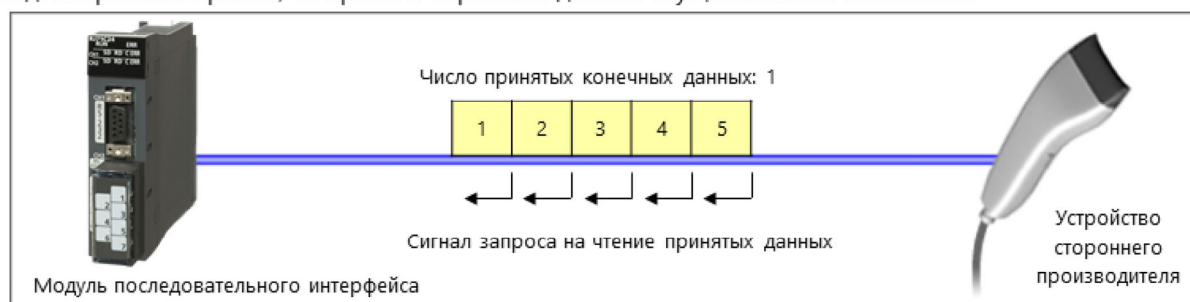 Число принятых конечных данных: 1
1 2 3 4 5
Сигнал запроса на чтение принятых данных
Устройство
стороннего
производителя
Модуль последовательного интерфейса